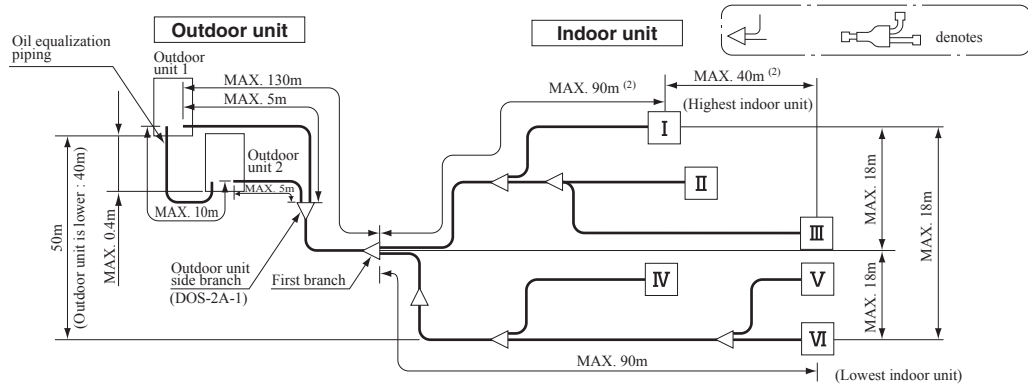 Outdoor unit
Indoor unit
denotes
Oil equalization
piping
Outdoor
unit 1
MAX. 130m
MAX. 5m
MAX. 90m (2)
MAX. 40m (2)
(Highest indoor unit)
I
Outdoor
unit 2
MAX. 5m
MAX. 10m
II
III
50m
(Outdoor unit is lower : 40m)
MAX. 0.4m
MAX. 18m
MAX. 18m
MAX. 18m
Outdoor unit
side branch
(DOS-2A-1)
First branch
IV
V
VI
MAX. 90m
(Lowest indoor unit)